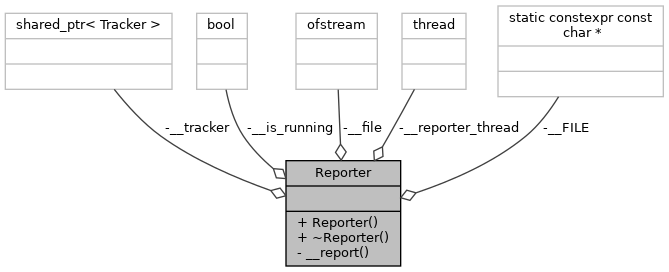 shared_ptr< Tracker >
bool
ofstream
thread
static constexpr const
char *
-__tracker
-__is_running
-__file
-__reporter_thread
-__FILE
Reporter
+ Reporter()
+ ~Reporter()
- __report()